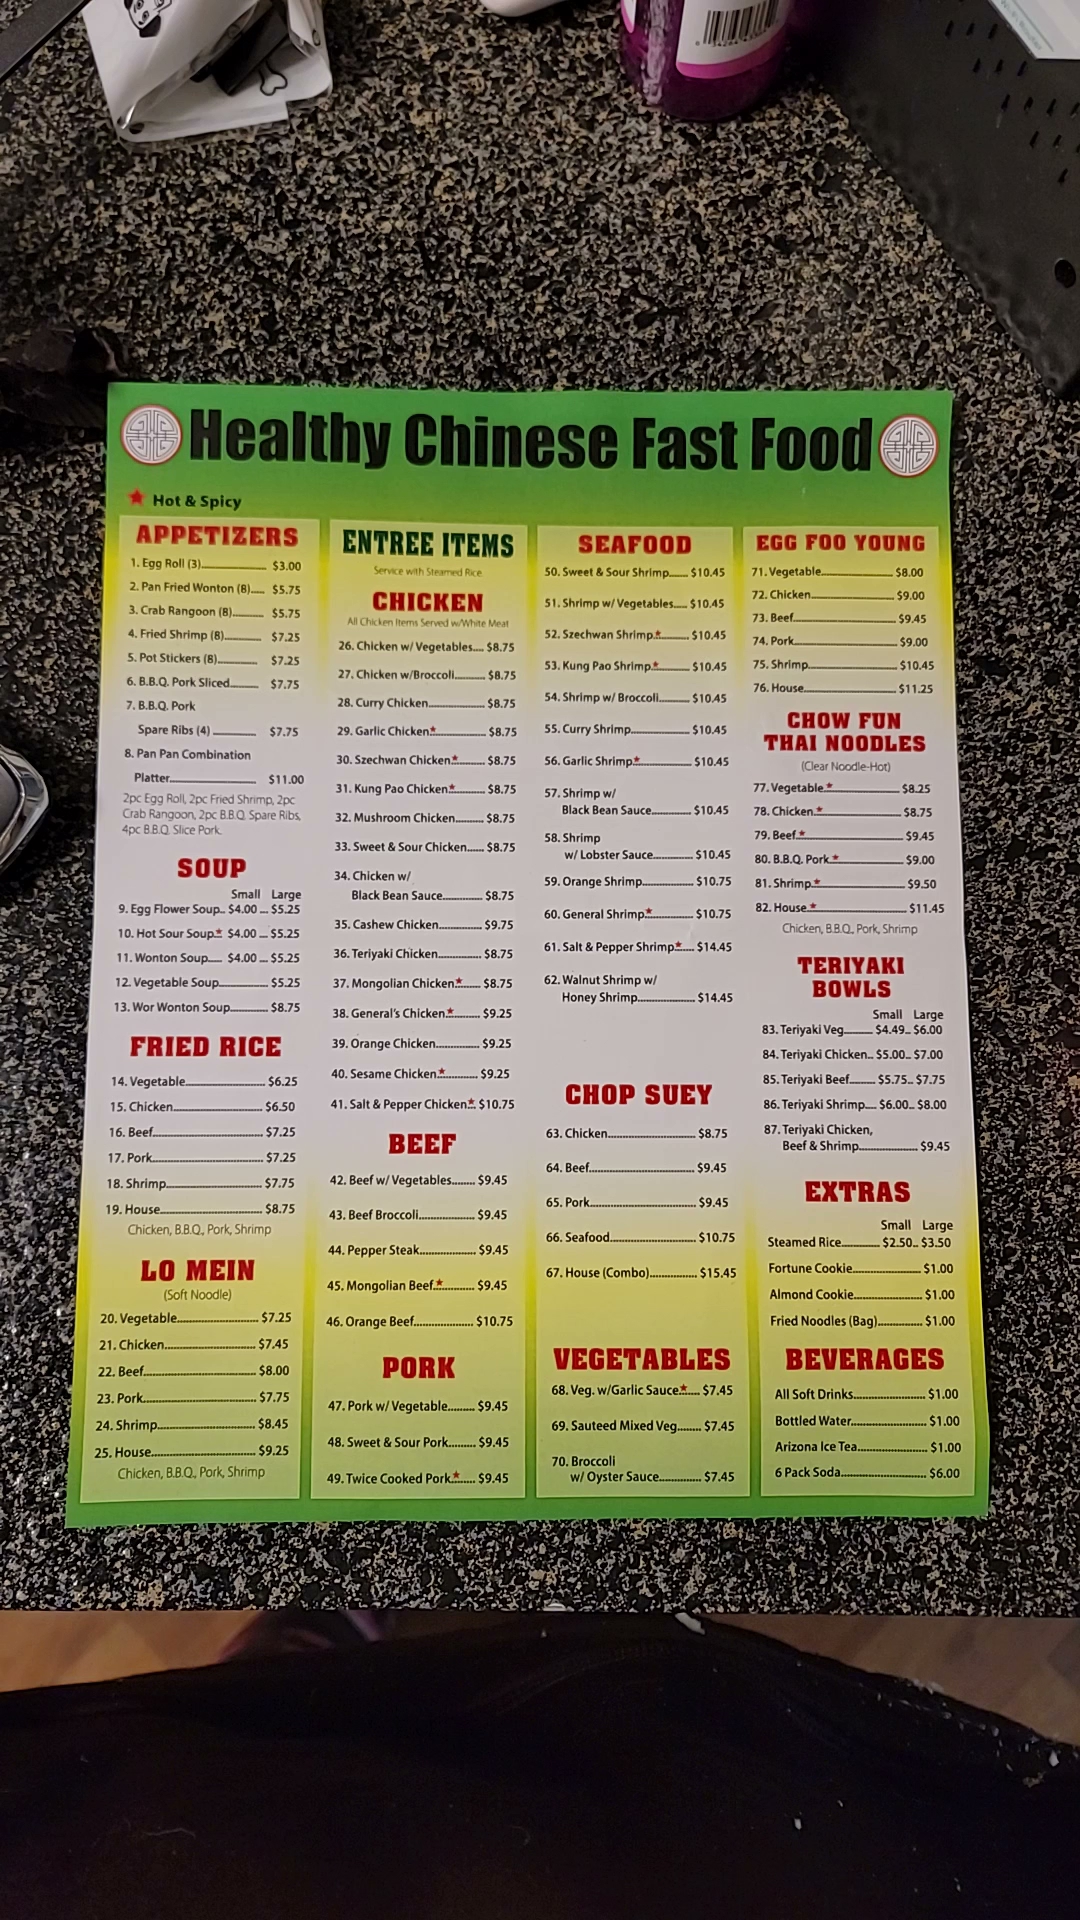 Healthy Chinese Fast Food
★ Hot & Spicy
APPETIZERS
1. Egg Roll (3) $3.00
2. Pan Fried Wonton (8) $5.75
3. Crab Rangoon (8) $5.75
4. Fried Shrimp (8) $7.25
5. Pot Stickers (8) $7.25
6. B.B.Q. Pork Sliced $7.75
7. B.B.Q. Pork
Spare Ribs (4) $7.75
8. Pan Pan Combination
Platter $11.00
2pc Egg Roll, 2pc Fried Shrimp, 2pc
Crab Rangoon, 2pc B.B.Q. Spare Ribs,
4pc B.B.Q. Slice Pork.
SOUP
Small Large
9. Egg Flower Soup $4.00 $5.25
10. Hot Sour Soup★ $4.00 $5.25
11. Wonton Soup $4.00 $5.25
12. Vegetable Soup $5.25
13. Wor Wonton Soup $8.75
FRIED RICE
14. Vegetable $6.25
15. Chicken $6.50
16. Beef $7.25
17. Pork $7.25
18. Shrimp $7.75
19. House $8.75
Chicken, B.B.Q., Pork, Shrimp
LO MEIN
(Soft Noodle)
20. Vegetable $7.25
21. Chicken $7.45
22. Beef $8.00
23. Pork $7.75
24. Shrimp $8.45
25. House $9.25
Chicken, B.B.Q., Pork, Shrimp
ENTREE ITEMS
Service with Steamed Rice
CHICKEN
All Chicken Items Served w/White Meat
26. Chicken w/ Vegetables $8.75
27. Chicken w/Broccoli $8.75
28. Curry Chicken $8.75
29. Garlic Chicken★ $8.75
30. Szechwan Chicken★ $8.75
31. Kung Pao Chicken★ $8.75
32. Mushroom Chicken $8.75
33. Sweet & Sour Chicken $8.75
34. Chicken w/
Black Bean Sauce $8.75
35. Cashew Chicken $9.75
36. Teriyaki Chicken $8.75
37. Mongolian Chicken★ $8.75
38. General's Chicken★ $9.25
39. Orange Chicken $9.25
40. Sesame Chicken★ $9.25
41. Salt & Pepper Chicken★ $10.75
BEEF
42. Beef w/ Vegetables $9.45
43. Beef Broccoli $9.45
44. Pepper Steak $9.45
45. Mongolian Beef★ $9.45
46. Orange Beef $10.75
PORK
47. Pork w/ Vegetable $9.45
48. Sweet & Sour Pork $9.45
49. Twice Cooked Pork★ $9.45
SEAFOOD
50. Sweet & Sour Shrimp $10.45
51. Shrimp w/ Vegetables $10.45
52. Szechwan Shrimp★ $10.45
53. Kung Pao Shrimp★ $10.45
54. Shrimp w/ Broccoli $10.45
55. Curry Shrimp $10.45
56. Garlic Shrimp★ $10.45
57. Shrimp w/
Black Bean Sauce $10.45
58. Shrimp
w/ Lobster Sauce $10.45
59. Orange Shrimp $10.75
60. General Shrimp★ $10.75
61. Salt & Pepper Shrimp★ $14.45
62. Walnut Shrimp w/
Honey Shrimp $14.45
CHOP SUEY
63. Chicken $8.75
64. Beef $9.45
65. Pork $9.45
66. Seafood $10.75
67. House (Combo) $15.45
VEGETABLES
68. Veg. w/Garlic Sauce★ $7.45
69. Sauteed Mixed Veg. $7.45
70. Broccoli
w/ Oyster Sauce $7.45
EGG FOO YOUNG
71. Vegetable $8.00
72. Chicken $9.00
73. Beef $9.45
74. Pork $9.00
75. Shrimp $10.45
76. House $11.25
CHOW FUN
THAI NOODLES
(Clear Noodle-Hot)
77. Vegetable★ $8.25
78. Chicken★ $8.75
79. Beef★ $9.45
80. B.B.Q. Pork★ $9.00
81. Shrimp★ $9.50
82. House★ $11.45
Chicken, B.B.Q., Pork, Shrimp
TERIYAKI
BOWLS
Small Large
83. Teriyaki Veg. $4.49 $6.00
84. Teriyaki Chicken $5.00 $7.00
85. Teriyaki Beef $5.75 $7.75
86. Teriyaki Shrimp $6.00 $8.00
87. Teriyaki Chicken,
Beef & Shrimp $9.45
EXTRAS
Small Large
Steamed Rice $2.50 $3.50
Fortune Cookie $1.00
Almond Cookie $1.00
Fried Noodles (Bag) $1.00
BEVERAGES
All Soft Drinks $1.00
Bottled Water $1.00
Arizona Ice Tea $1.00
6 Pack Soda $6.00